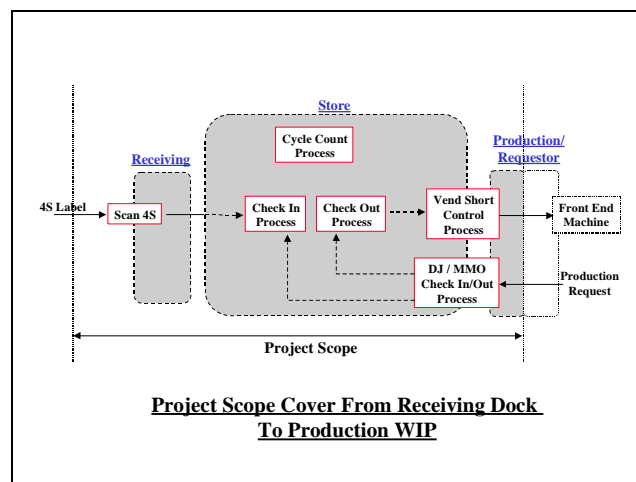 Store
Cycle Count
Process
Receiving
Production/
Requestor
4S Label
Scan 4S
Check In
Process
Check Out
Process
Vend Short
Control
Process
Front End
Machine
DJ / MMO
Check In/Out
Process
Production
Request
Project Scope
Project Scope Cover From Receiving Dock
To Production WIP